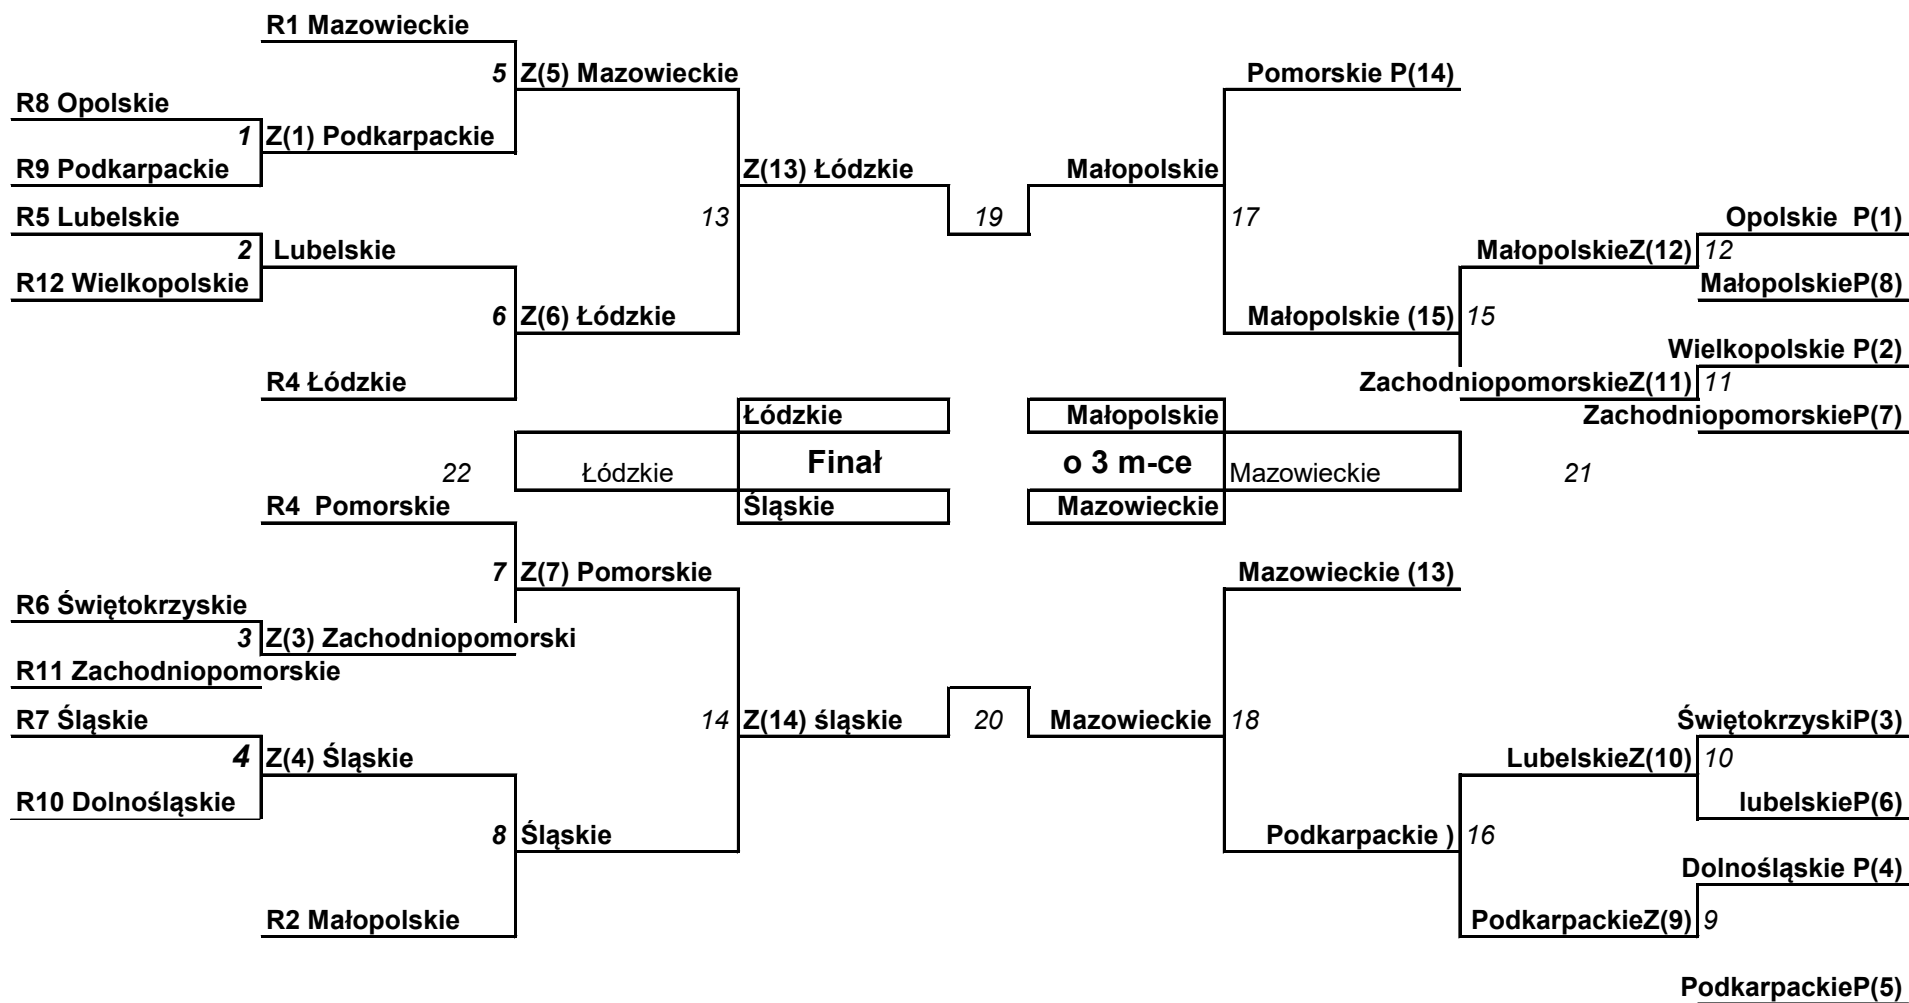 R1 Mazowieckie
5 Z(5) Mazowieckie
Pomorskie P(14)
R8 Opolskie
1 Z(1) Podkarpackie
R9 Podkarpackie
Z(13) Łódzkie
Małopolskie
R5 Lubelskie
13
19
17
Opolskie P(1)
2 Lubelskie
MałopolskieZ(12) 12
R12 Wielkopolskie
MałopolskieP(8)
6 Z(6) Łódzkie
Małopolskie (15) 15
Wielkopolskie P(2)
R4 Łódzkie
ZachodniopomorskieZ(11) 11
Łódzkie
Małopolskie
ZachodniopomorskieP(7)
22
Łódzkie
Finał
o 3 m-ce
Mazowieckie
21
R4 Pomorskie
Śląskie
Mazowieckie
7 Z(7) Pomorskie
Mazowieckie (13)
R6 Świętokrzyskie
3 Z(3) Zachodniopomorski
R11 Zachodniopomorskie
R7 Śląskie
14 Z(14) śląskie
20
Mazowieckie 18
ŚwiętokrzyskiP(3)
4 Z(4) Śląskie
LubelskieZ(10) 10
R10 Dolnośląskie
lubelskieP(6)
8 Śląskie
Podkarpackie ) 16
Dolnośląskie P(4)
R2 Małopolskie
PodkarpackieZ(9) 9
PodkarpackieP(5)